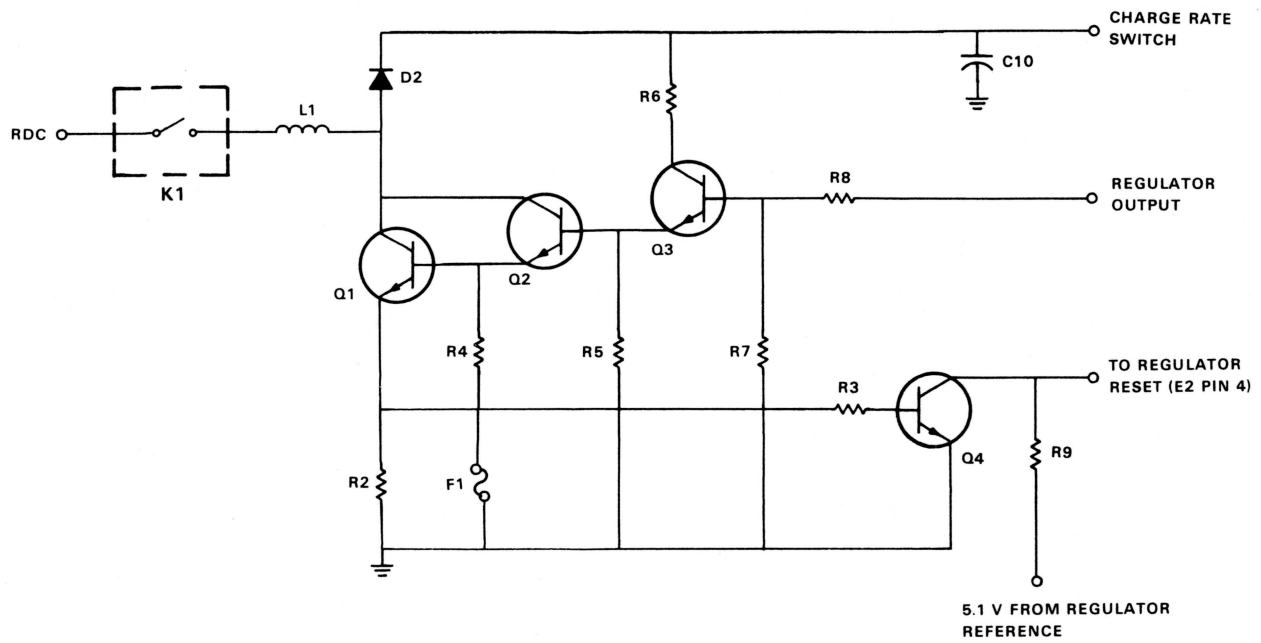 CHARGE RATE
SWITCH
D2
C10
R6
L1
RDC
K1
R8
REGULATOR
OUTPUT
Q3
Q2
Q1
R4
R5
R7
TO REGULATOR
RESET (E2 PIN 4)
R3
Q4
R9
R2
F1
5.1 V FROM REGULATOR
REFERENCE